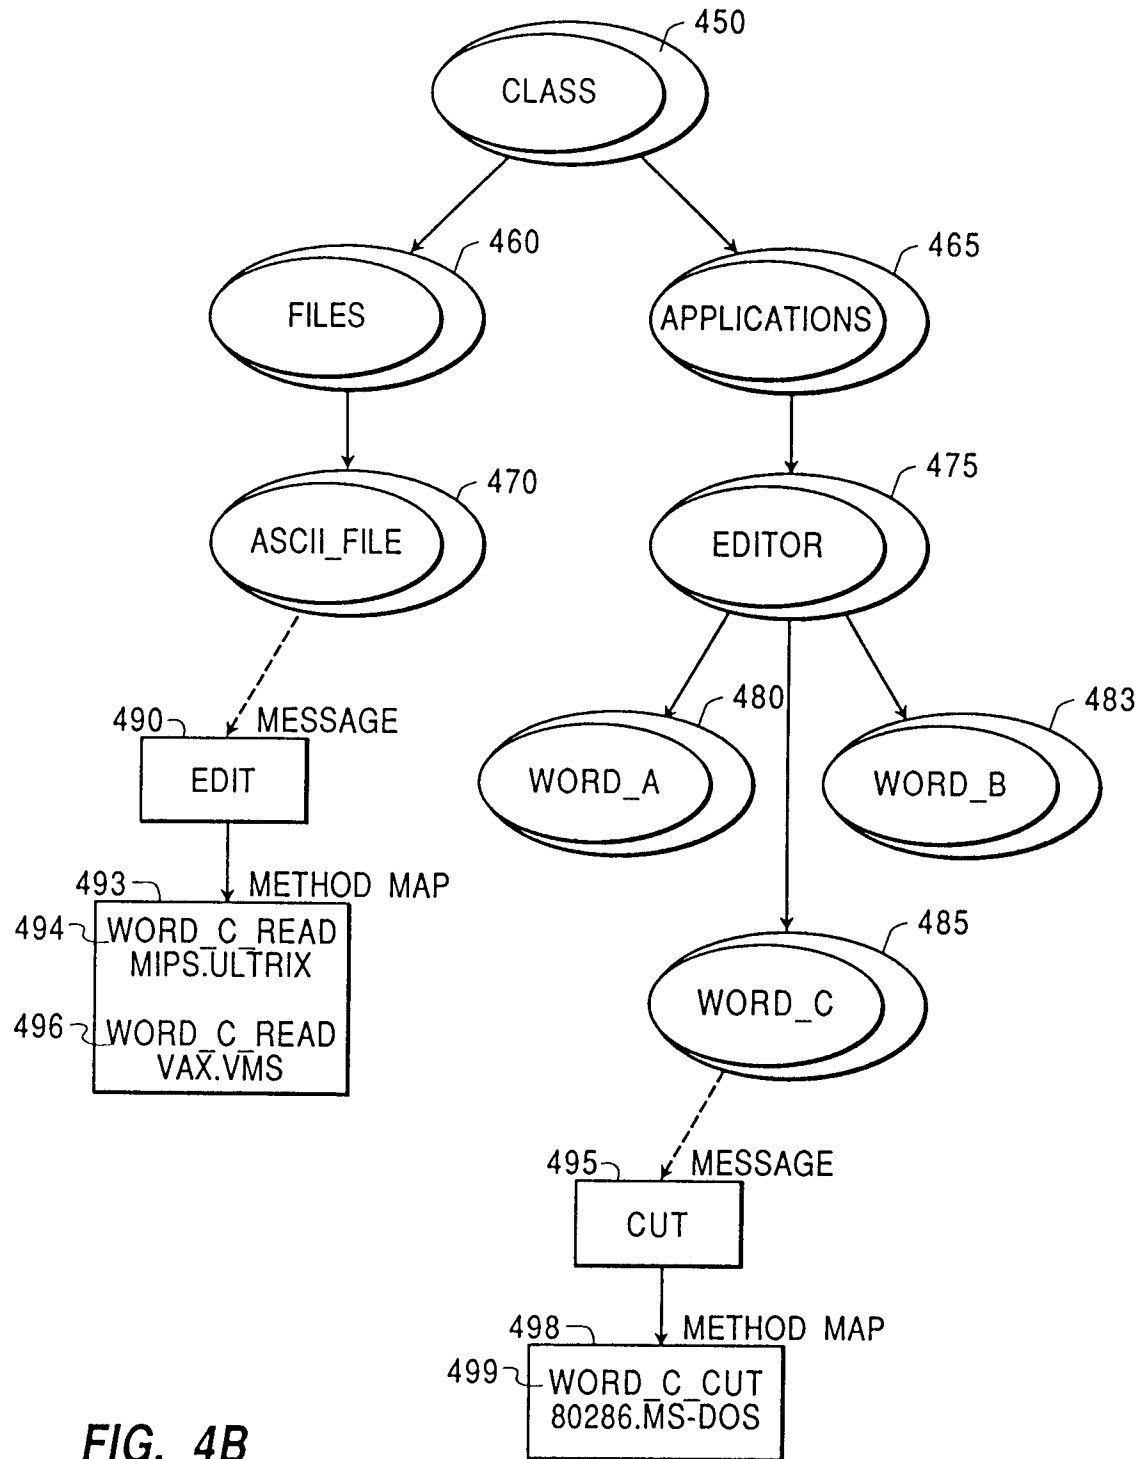 450
CLASS
460
465
FILES
APPLICATIONS
470
475
ASCII_FILE
EDITOR
480
483
490
MESSAGE
EDIT
WORD_A
WORD_B
493
METHOD MAP
494
WORD_C_READ
MIPS.ULTRIX
496
WORD_C_READ
VAX.VMS
485
WORD_C
495
MESSAGE
CUT
498
METHOD MAP
499
WORD_C_CUT
80286.MS-DOS
FIG. 4B